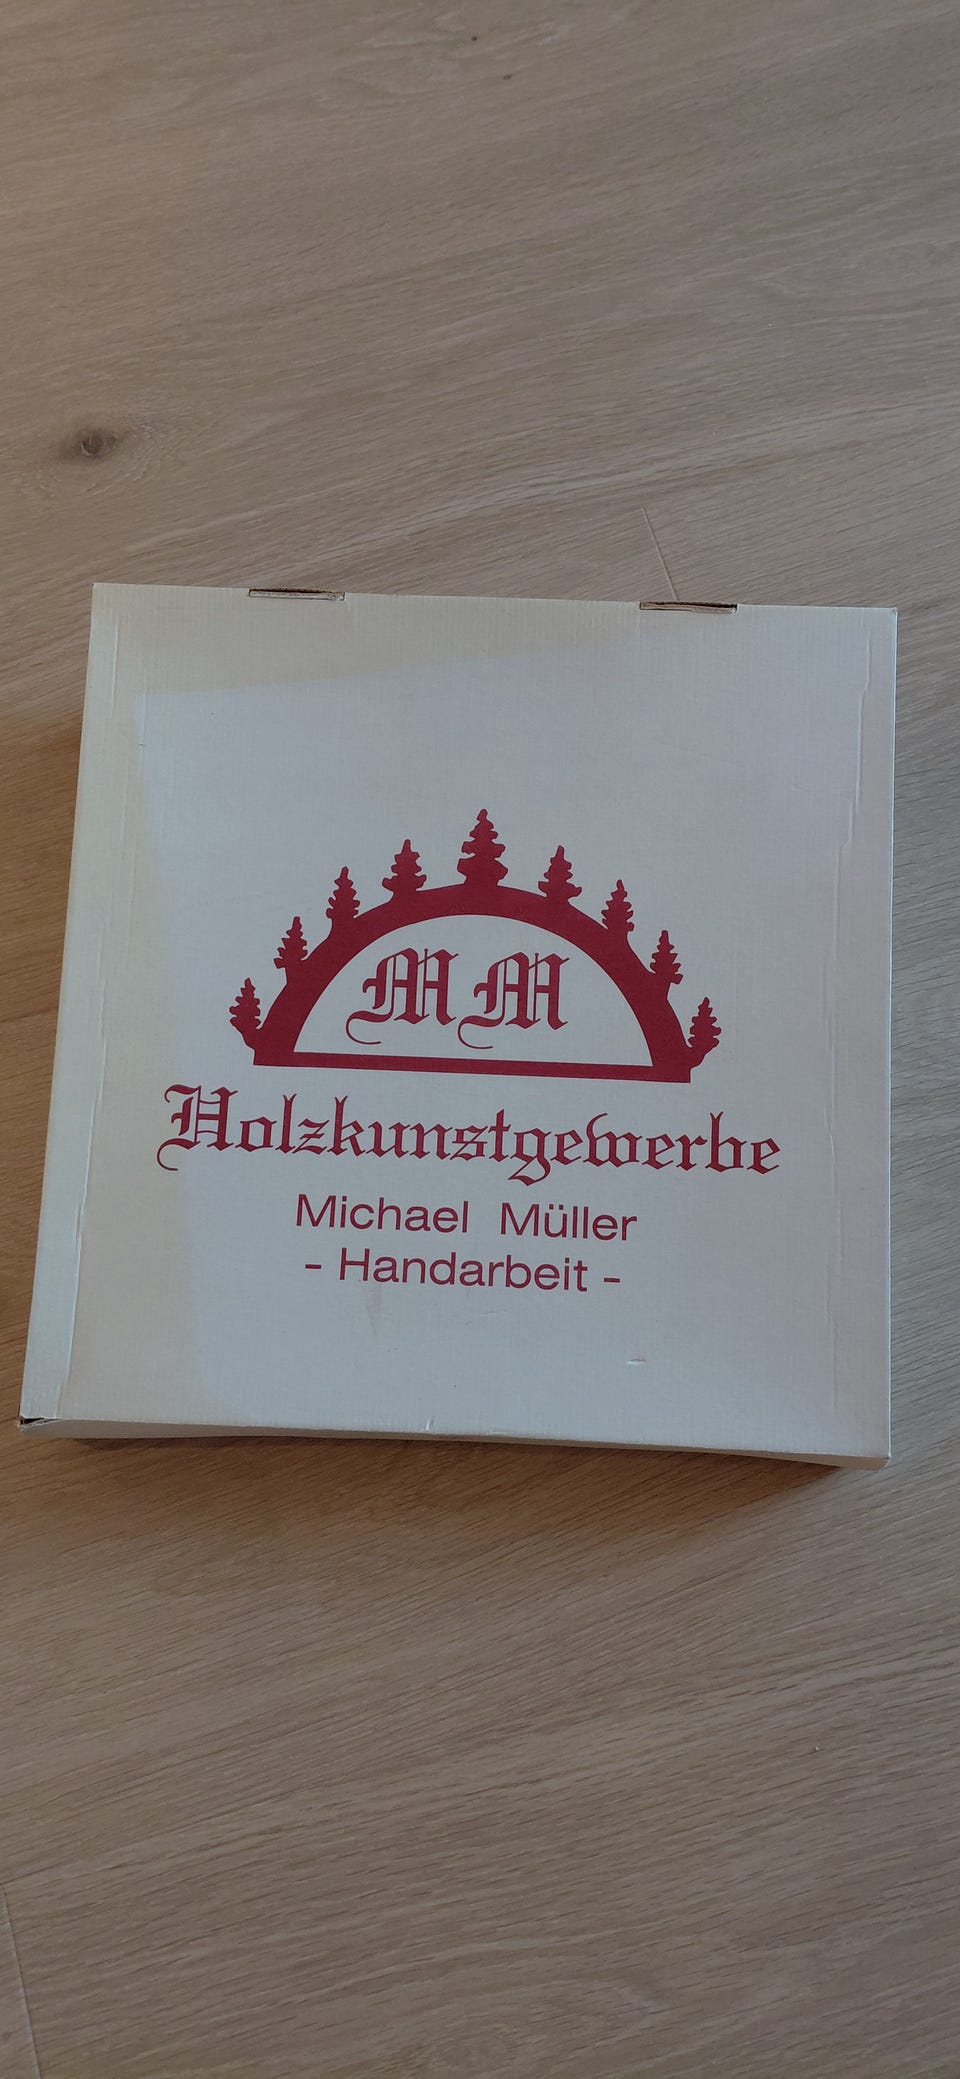 MM
Holzkunstgewerbe
Michael Müller
- Handarbeit -